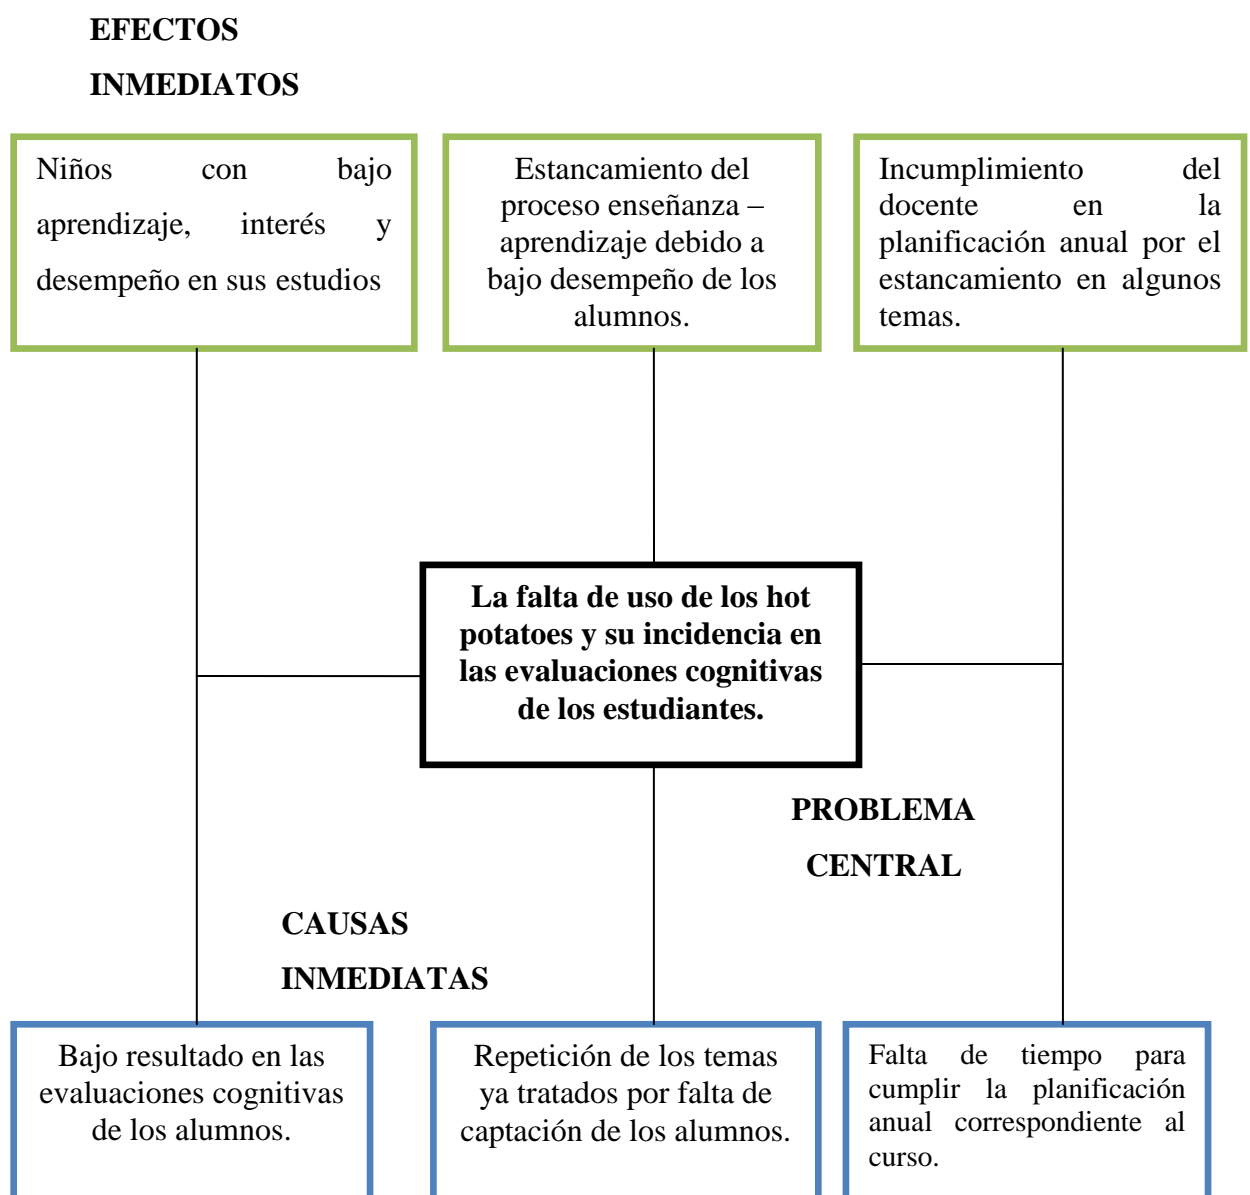 EFECTOS
INMEDIATOS
Niños con bajo
aprendizaje, interés y
desempeño en sus estudios
Estancamiento del
proceso enseñanza –
aprendizaje debido a
bajo desempeño de los
alumnos.
Incumplimiento del
docente en la
planificación anual por el
estancamiento en algunos
temas.
La falta de uso de los hot
potatoes y su incidencia en
las evaluaciones cognitivas
de los estudiantes.
PROBLEMA
CENTRAL
CAUSAS
INMEDIATAS
Bajo resultado en las
evaluaciones cognitivas
de los alumnos.
Repetición de los temas
ya tratados por falta de
captación de los alumnos.
Falta de tiempo para
cumplir la planificación
anual correspondiente al
curso.